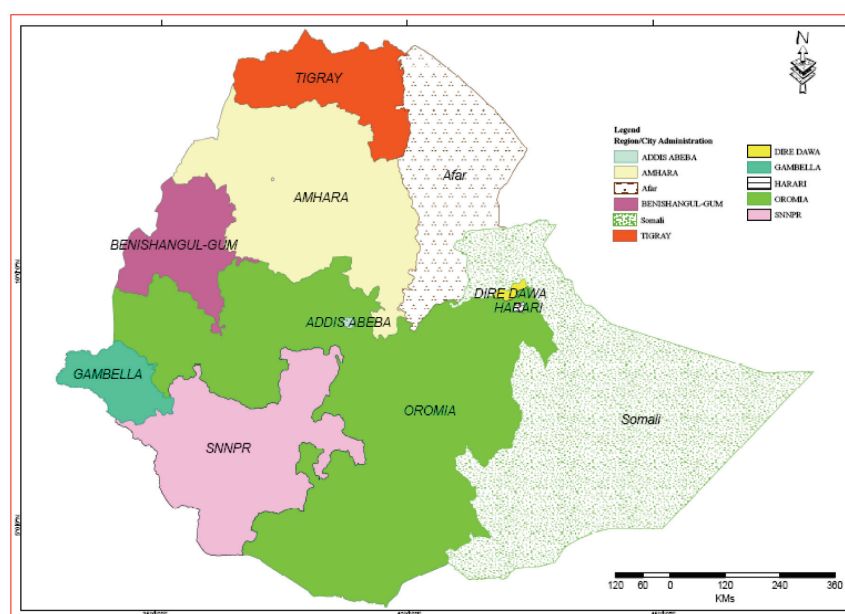 N
TIGRAY
Afar
AMHARA
BENISHANGUL-GUM
DIRE DAWA
HARARI
ADDIS ABEBA
GAMBELLA
OROMIA
SNNPR
Somali
Legend
Region/City Administration
ADDIS ABEBA
AMHARA
Afar
BENISHANGUL-GUM
Somali
TIGRAY
DIRE DAWA
GAMBELLA
HARARI
OROMIA
SNNPR
120 60 0 120 240 360
KMs